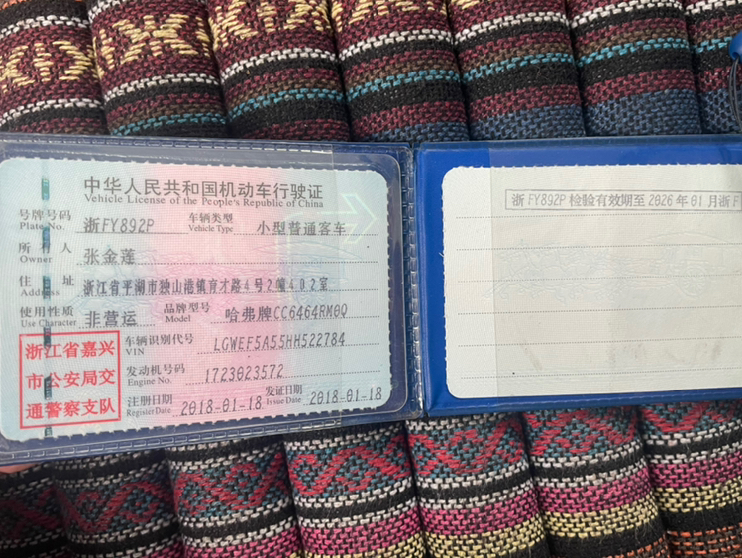 中华人民共和国机动车行驶证
Vehicle License of the People's Republic of China
号牌号码 浙FY892P 车辆类型 小型普通客车
Plate No. Vehicle Type
所有人 张金莲
Owner
住址 浙江省平湖市独山港镇育才路4号2幢402室
Address
使用性质 非营运 品牌型号 哈弗牌CC6464RM0Q
Use Character Model
浙江省嘉兴
市公安局交
通警察支队
车辆识别代号 LGWEF5A55HH522784
VIN
发动机号码 1723023572
Engine No.
注册日期 2018-01-18 发证日期 2018-01-18
Register Date Issue Date
浙FY892P 检验有效期至2026年01月浙F